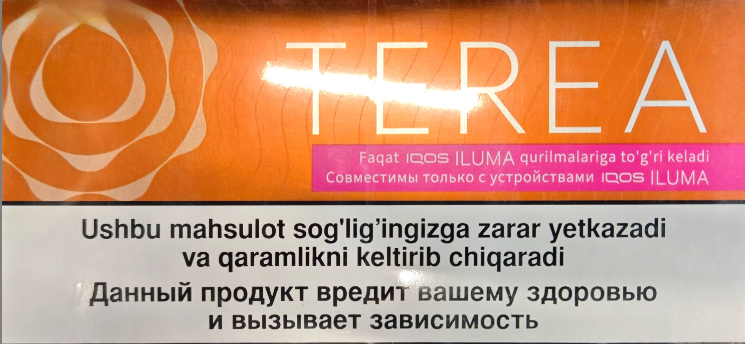 TEREA
Faqat IQOS ILUMA qurilmalariga to'g'ri keladi
Совместимы только с устройствами IQOS ILUMA
Ushbu mahsulot sog'lig’ingizga zarar yetkazadi
va qaramlikni keltirib chiqaradi
Данный продукт вредит вашему здоровью
и вызывает зависимость